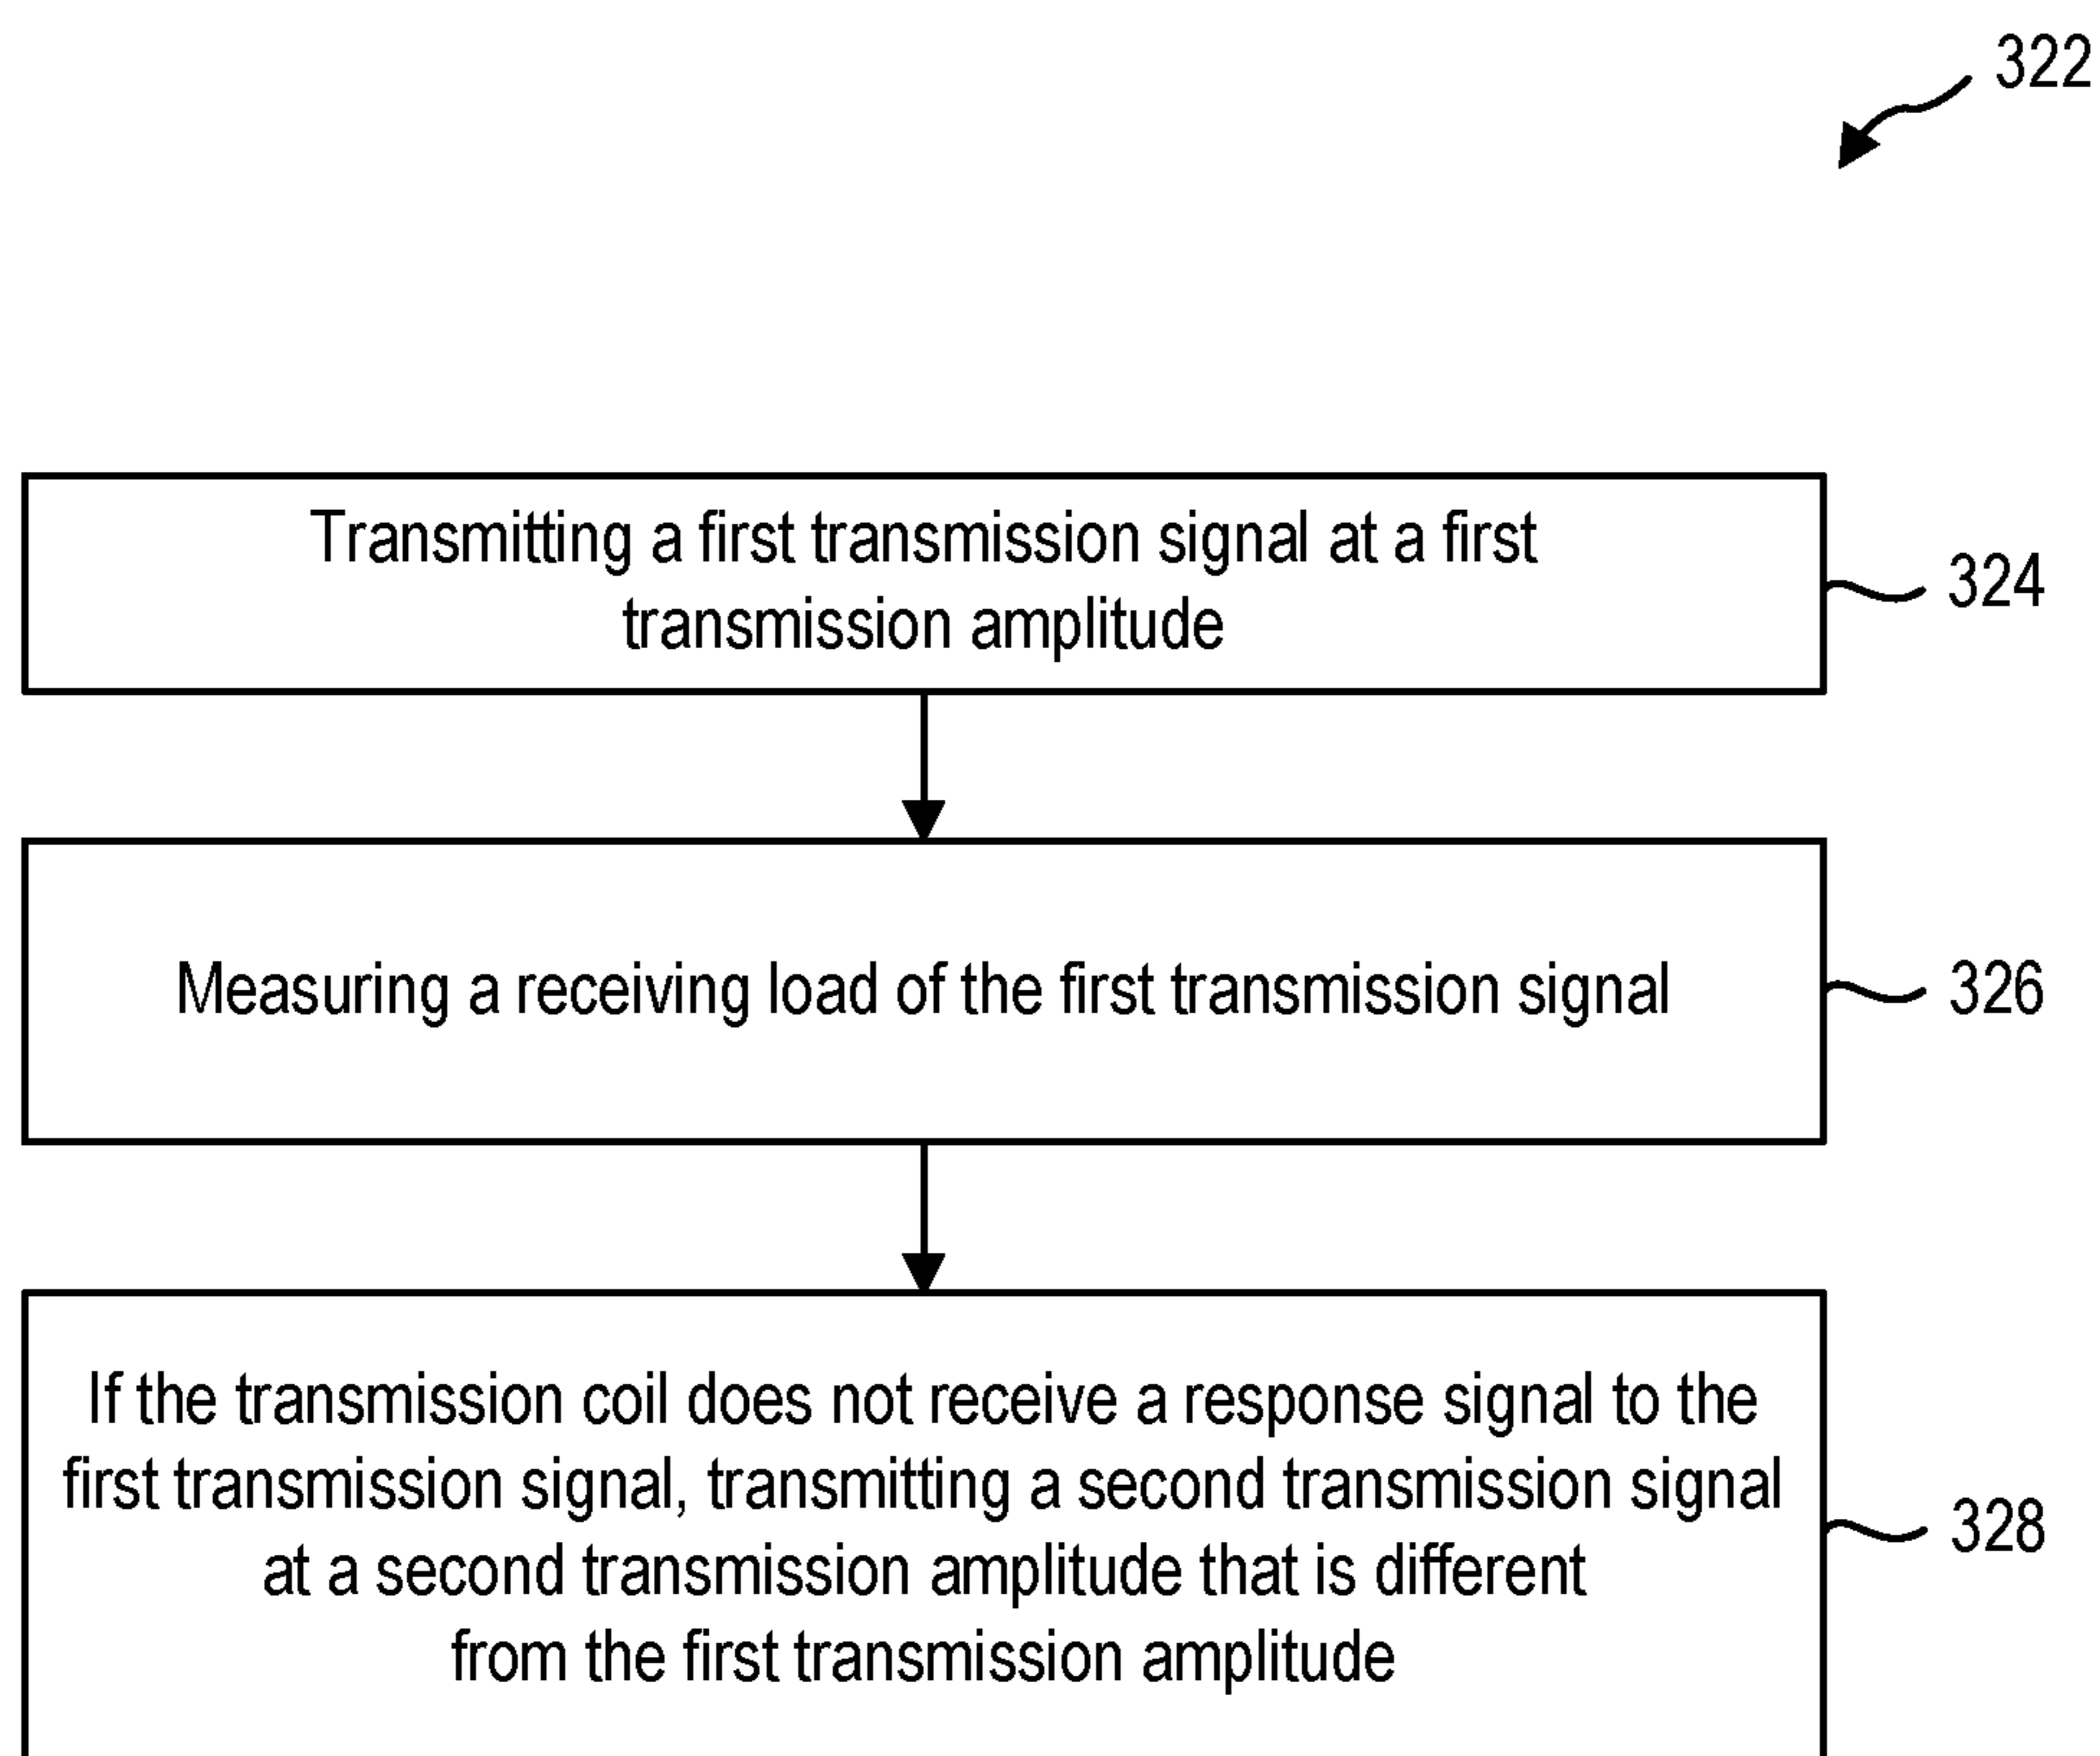 322
Transmitting a first transmission signal at a first
transmission amplitude
324
Measuring a receiving load of the first transmission signal
326
If the transmission coil does not receive a response signal to the
first transmission signal, transmitting a second transmission signal
at a second transmission amplitude that is different
from the first transmission amplitude
328